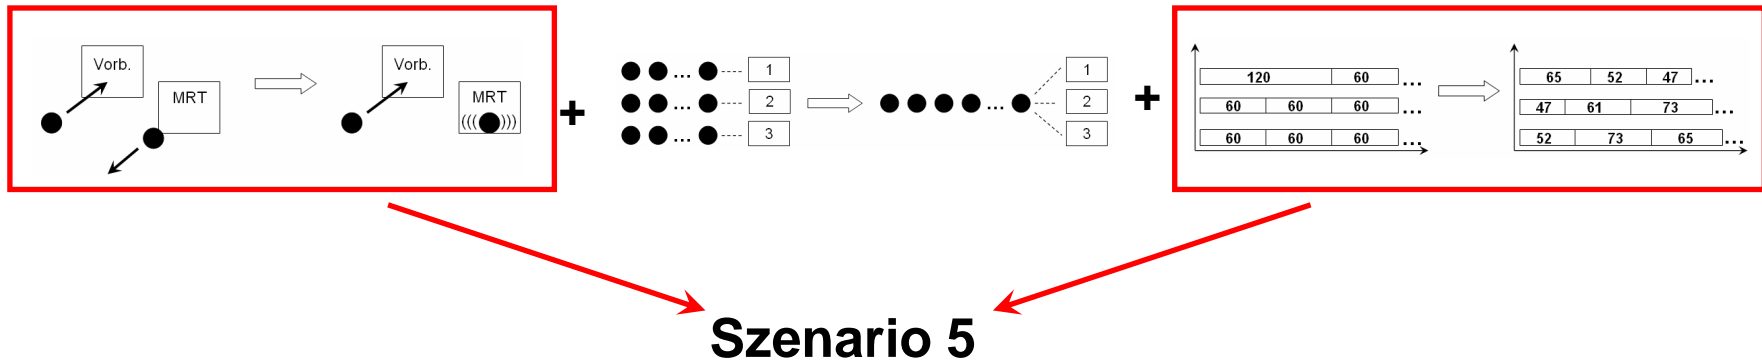 Vorb.
MRT
Vorb.
MRT
((( )))
+
... 1
... 2
... 3
... 1
2
3
+
120 60 ...
60 60 60 ...
60 60 60 ...
65 52 47 ...
47 61 73 ...
52 73 65 ...
Szenario 5